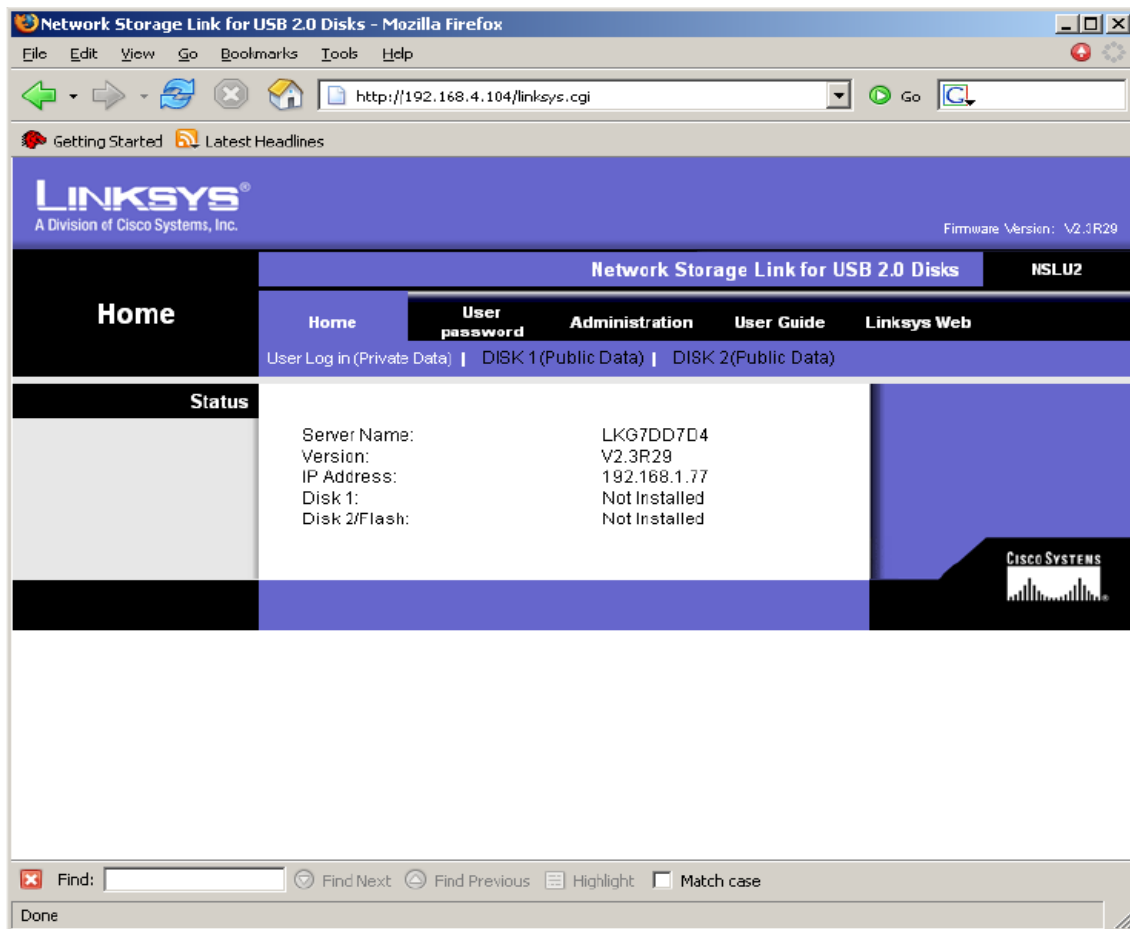 Network Storage Link for USB 2.0 Disks - Mozilla Firefox
File Edit View Go Bookmarks Tools Help
http://192.168.4.104/linksys.cgi Go G
Getting Started Latest Headlines
LINKSYS®
A Division of Cisco Systems, Inc.
Firmware Version: V2.3R29
Network Storage Link for USB 2.0 Disks NSLU2
Home
Home User password Administration User Guide Linksys Web
User Log in (Private Data) | DISK 1(Public Data) | DISK 2(Public Data)
Status
Server Name: LKG7DD7D4
Version: V2.3R29
IP Address: 192.168.1.77
Disk 1: Not Installed
Disk 2/Flash: Not Installed
CISCO SYSTEMS
Find: Find Next Find Previous Highlight Match case
Done